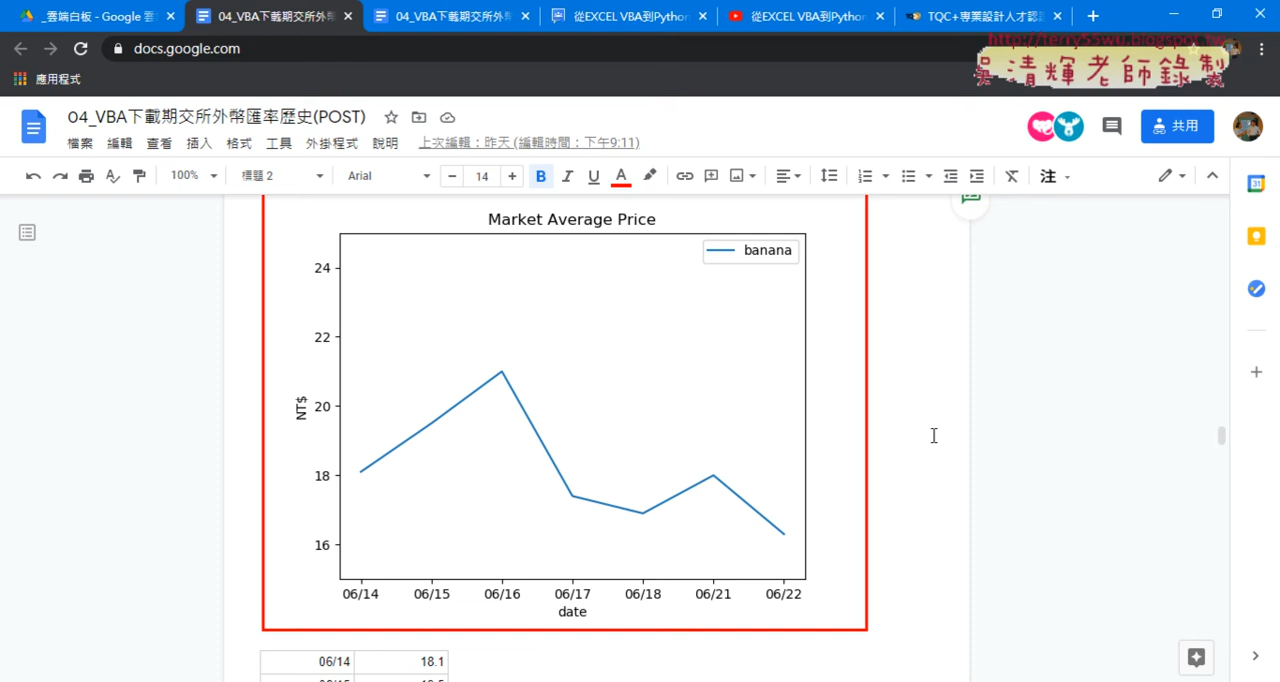 _雲端白板 - Google 雲
04_VBA下載期交所外幣
04_VBA下載期交所外
從EXCEL VBA到Python
從EXCEL VBA到Python
TQC+專業設計人才認
docs.google.com
http://terry55wu.blogspot.tw
吳清輝老師錄製
應用程式
04_VBA下載期交所外幣匯率歷史(POST)
共用
檔案 編輯 查看 插入 格式 工具 外掛程式 說明 上次編輯：昨天 (編輯時間：下午9:11)
100% 標題 2 Arial 14 B I U A 注
31
Market Average Price
banana
24
22
20
18
16
NT$
06/14 06/15 06/16 06/17 06/18 06/21 06/22
date
06/14 18.1